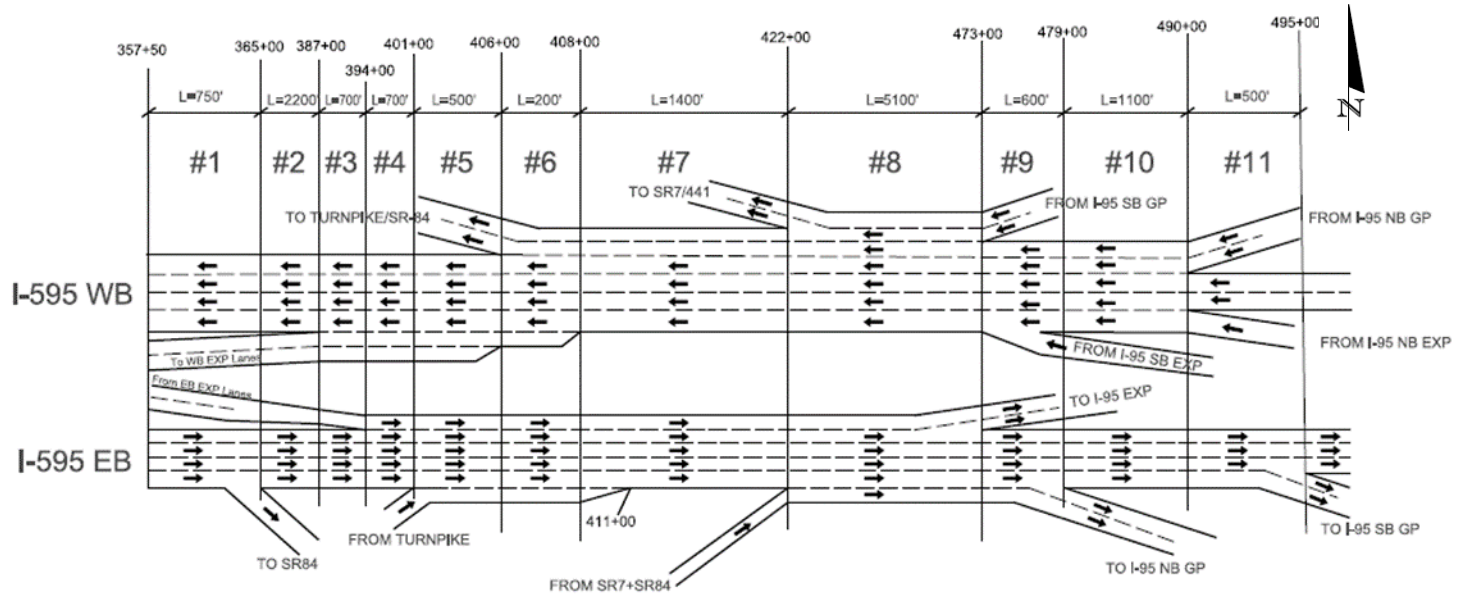 357+50
365+00
387+00
394+00
401+00
406+00
408+00
422+00
473+00
479+00
490+00
495+00
L=750'
L=2200'
L=700'
L=700'
L=500'
L=200'
L=1400'
L=5100'
L=600'
L=1100'
L=500'
N
#1
#2
#3
#4
#5
#6
#7
#8
#9
#10
#11
TO SR7/441
TO TURNPIKE/SR-84
FROM I-95 SB GP
FROM I-95 NB GP
I-595 WB
To WB EXP Lanes
FROM I-95 SB EXP
FROM I-95 NB EXP
From EB EXP Lanes
TO I-95 EXP
I-595 EB
411+00
FROM TURNPIKE
TO SR84
FROM SR7+SR84
TO I-95 NB GP
TO I-95 SB GP